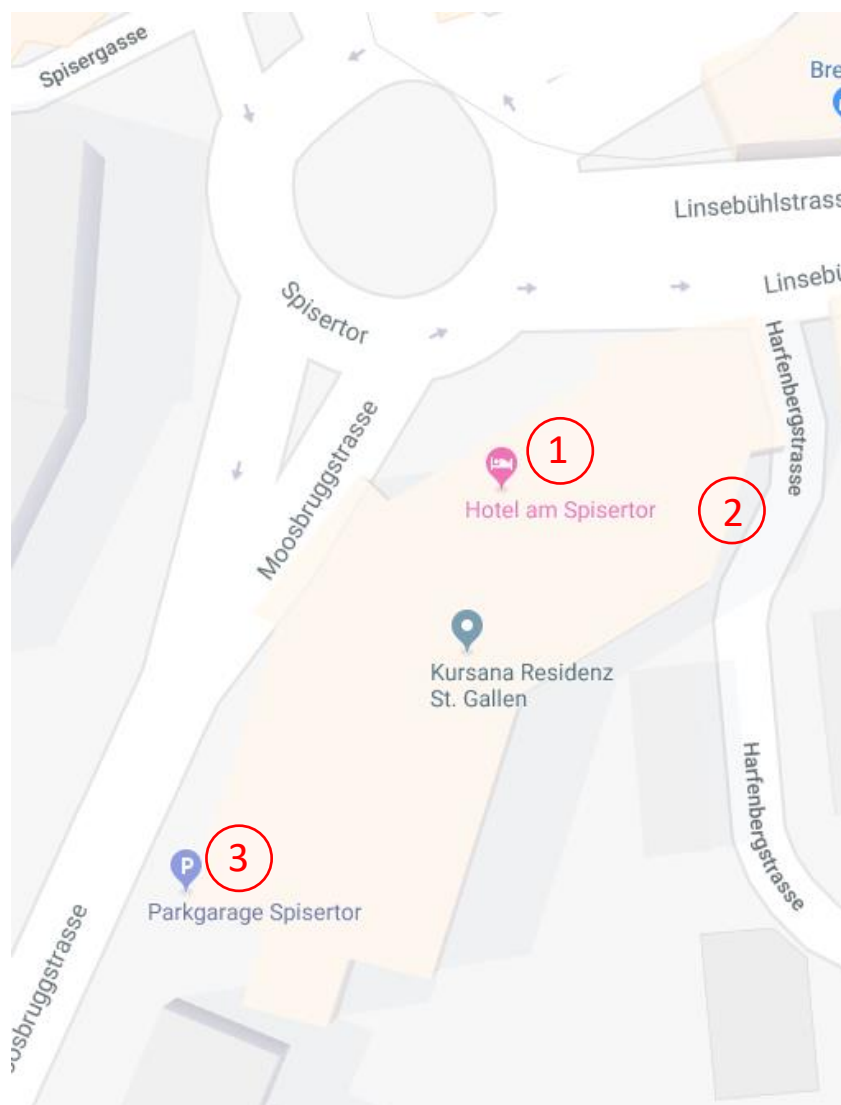 Spisergasse
Bre
Linsebühlstrass
Linsebü
Spisertor
Harfenbergstrasse
Moosbruggstrasse
1
Hotel am Spisertor
2
Kursana Residenz
St. Gallen
Harfenbergstrasse
P
3
Parkgarage Spisertor
osbruggstrasse